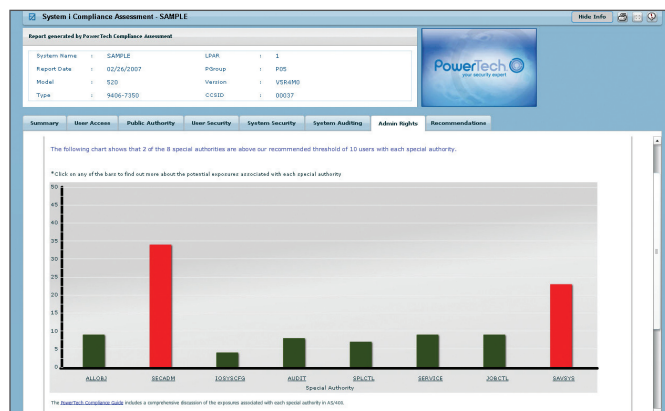 System i Compliance Assessment - SAMPLE
Hide Info
Report generated by PowerTech Compliance Assessment
System Name : SAMPLE LPAR : 1
Report Date : 02/26/2007 PGroup : P05
Model : 520 Version : V5R4M0
Type : 9406-7350 CCSID : 00037
PowerTech
your security expert
Summary User Access Public Authority User Security System Security System Auditing Admin Rights Recommendations
The following chart shows that 2 of the 8 special authorities are above our recommended threshold of 10 users with each special authority.
*Click on any of the bars to find out more about the potential exposures associated with each special authority
50
45
40
35
30
25
20
15
10
5
0
ALLOBJ SECADM IOSYSCFG AUDIT SPLCTL SERVICE JOBCTL SAVSYS
Special Authority
The PowerTech Compliance Guide includes a comprehensive discussion of the exposures associated with each special authority in AS/400.